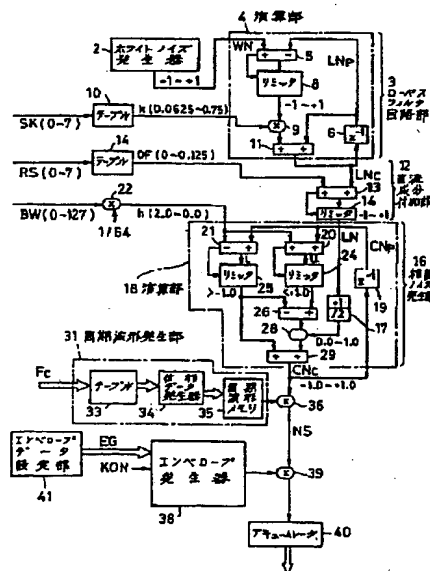 4 演算部
2
ホワイトノイズ
発生器
WN
+ -
5
LNP
-1~+1
リミッタ
8
3
ローパス
フィルタ
回路部
10
K(0.0625~0.75)
-1~+1
SK(0~7)
テーブル
X
9
6
14
11
+ +
RS(0~7)
テーブル
OF(0~0.125)
LNC
12
直流
成分
付加部
22
+ +
13
BW(0~127)
X
h(2.0~0.0)
リミッタ
14
-1~+1
1/64
LN
CNP
21
- +
+ +
20
24
L
U
リミッタ
リミッタ
25
16
相関
ノイズ
発生部
18 演算部
>-1.0
<+1.0
26
+ -
+1
/2
17
19
28
0.0~1.0
31 周期波形発生部
+ +
29
CNC
-1.0~+1.0
FC
テーブル
位相
データ
発生器
周期
波形
メモリ
X
36
33
34
35
NS
エンベロープ
データ
設定部
EG
KON
エンベロープ
発生器
X
39
41
38
アキュームレータ
40